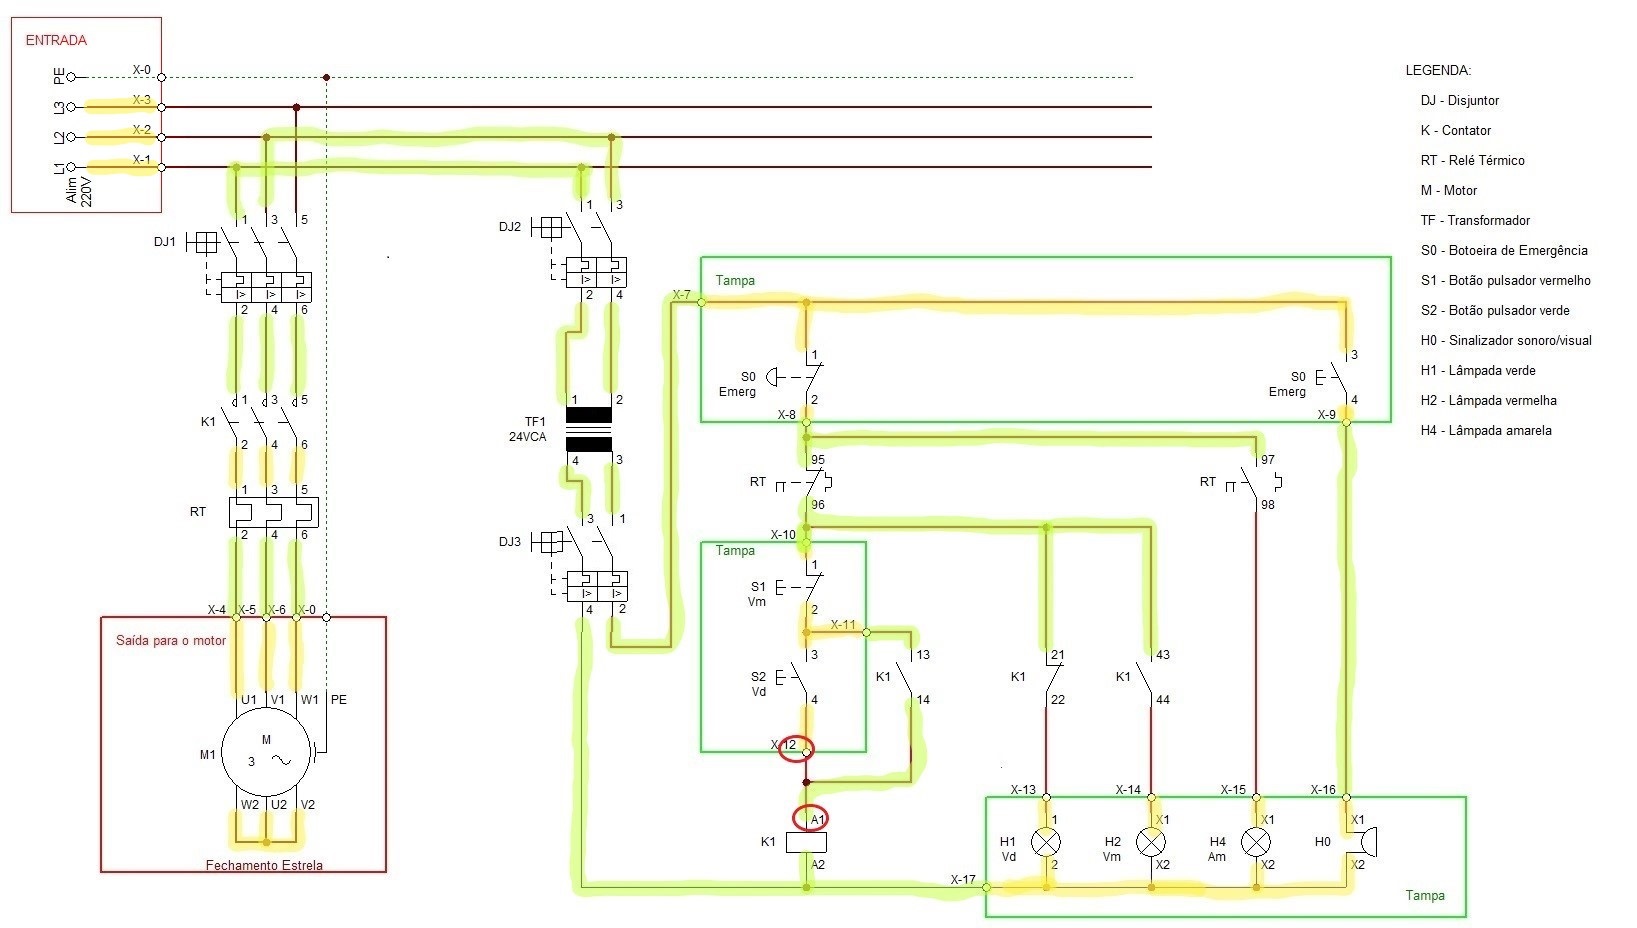 ENTRADA
PE
X-0
L3
X-3
L2
X-2
L1
X-1
Alim
220V
1
3
5
DJ1
I>
I>
I>
2
4
6
1
3
5
K1
2
4
6
1
3
5
RT
2
4
6
X-4
X-5
X-6
X-0
Saída para o motor
U1
V1
W1
PE
M1
M
3
W2
U2
V2
Fechamento Estrela
1
3
DJ2
I>
I>
2
4
1
2
TF1
24VCA
4
3
3
1
DJ3
I>
I>
4
2
Tampa
X-7
1
S0
Emerg
2
X-8
3
S0
Emerg
4
X-9
95
RT
96
97
RT
98
X-10
Tampa
1
S1
Vm
2
X-11
3
S2
Vd
4
X-12
13
K1
14
21
K1
22
43
K1
44
A1
K1
A2
X-13
X-14
X-15
X-16
1
X1
X1
X1
H1
Vd
H2
Vm
H4
Am
H0
2
X2
X2
X2
X-17
Tampa
LEGENDA:
DJ - Disjuntor
K - Contator
RT - Relé Térmico
M - Motor
TF - Transformador
S0 - Botoeira de Emergência
S1 - Botão pulsador vermelho
S2 - Botão pulsador verde
H0 - Sinalizador sonoro/visual
H1 - Lâmpada verde
H2 - Lâmpada vermelha
H4 - Lâmpada amarela